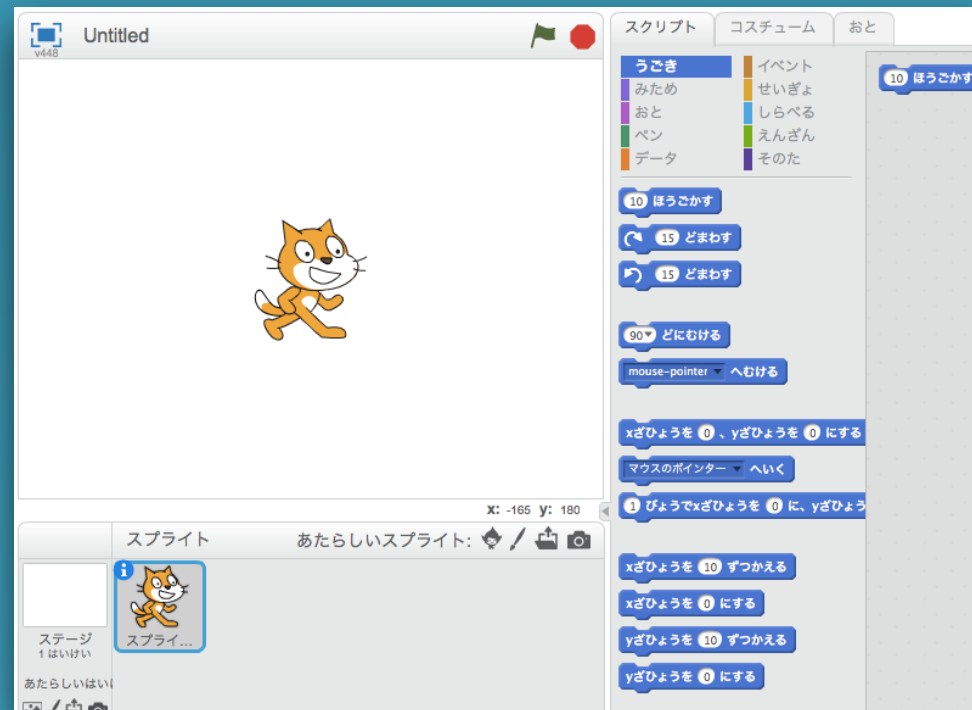 Untitled
v448
スクリプト
コスチューム
おと
うごき
イベント
みため
せいぎょ
おと
しらべる
ペン
えんざん
データ
そのた
10 ほうごかす
15 どまわす
15 どまわす
90 どにむける
mouse-pointer へむける
xざひょうを 0 、yざひょうを 0 にする
マウスのポインター へいく
1 びょうでxざひょうを 0 に、yざひょう
xざひょうを 10 ずつかえる
xざひょうを 0 にする
yざひょうを 10 ずつかえる
yざひょうを 0 にする
10 ほうごかす
x: -165 y: 180
スプライト
あたらしいスプライト:
ステージ
1 はいけい
スプライ...
あたらしいはい